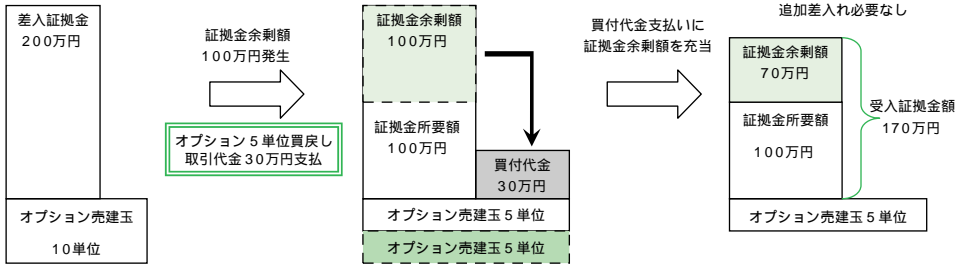 差入証拠金
200万円
オプション売建玉
10単位
証拠金余剰額
100万円発生
オプション5単位買戻し
取引代金30万円支払
証拠金余剰額
100万円
証拠金所要額
100万円
買付代金
30万円
オプション売建玉5単位
オプション売建玉5単位
買付代金支払いに
証拠金余剰額を充当
追加差入れ必要なし
証拠金余剰額
70万円
証拠金所要額
100万円
受入証拠金額
170万円
オプション売建玉5単位